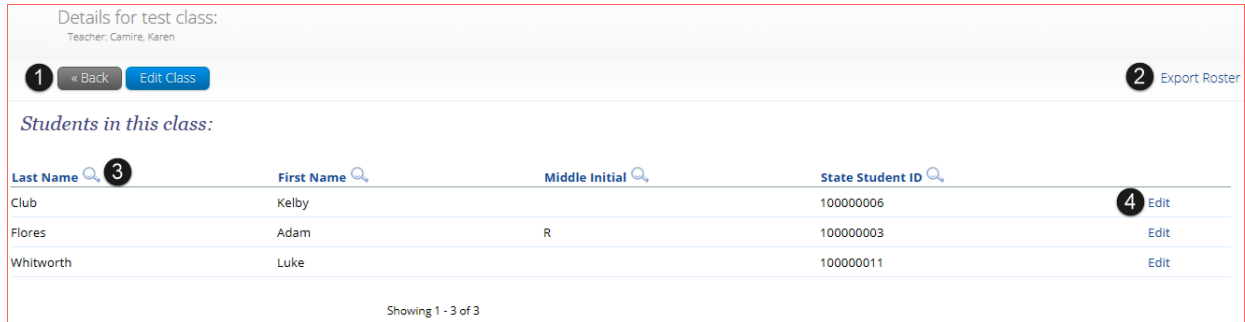 Details for test class:
Teacher: Camire, Karen
1 « Back Edit Class 2 Export Roster
Students in this class:
Last Name 3 First Name Middle Initial State Student ID
Club Kelby 100000006 4 Edit
Flores Adam R 100000003 Edit
Whitworth Luke 100000011 Edit
Showing 1 - 3 of 3